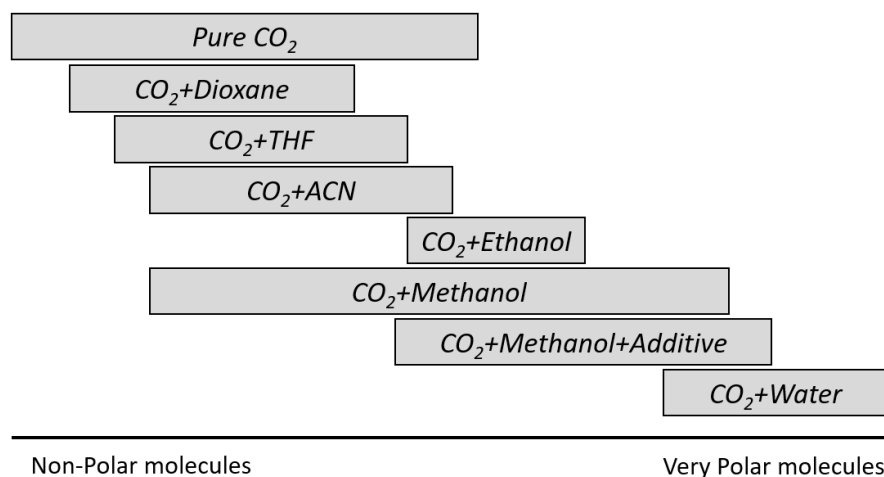 Pure CO₂
CO₂+Dioxane
CO₂+THF
CO₂+ACN
CO₂+Ethanol
CO₂+Methanol
CO₂+Methanol+Additive
CO₂+Water
Non-Polar molecules
Very Polar molecules